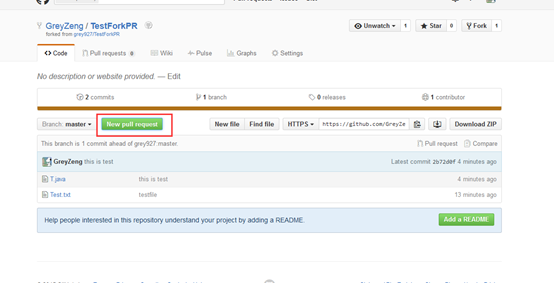 GreyZeng / TestForkPR
forked from grey927/TestForkPR
Unwatch 1 Star 0 Fork 1
Code Pull requests 0 Wiki Pulse Graphs Settings
No description or website provided. — Edit
2 commits 1 branch 0 releases 1 contributor
Branch: master New pull request New file Find file HTTPS https://github.com/GreyZe Download ZIP
This branch is 1 commit ahead of grey927:master. Pull request Compare
GreyZeng this is test Latest commit 2b72d0f 4 minutes ago
T.java this is test 4 minutes ago
Test.txt testfile 13 minutes ago
Help people interested in this repository understand your project by adding a README. Add a README